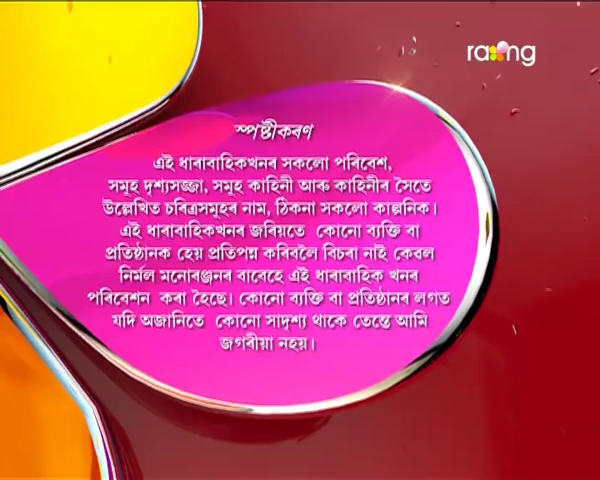 rang
স্পষ্টীকৰণ
এই ধাৰাবাহিকখনৰ সকলো পৰিবেশ,
সমূহ দৃশ্যসজ্জা, সমূহ কাহিনী আৰু কাহিনীৰ সৈতে
উল্লেখিত চৰিত্ৰসমূহৰ নাম, ঠিকনা সকলো কাল্পনিক।
এই ধাৰাবাহিকখনৰ জৰিয়তে কোনো ব্যক্তি বা
প্ৰতিষ্ঠানক হেয় প্ৰতিপন্ন কৰিবলৈ বিচৰা নাই কেৱল
নিৰ্মল মনোৰঞ্জনৰ বাবেহে এই ধাৰাবাহিক খনৰ
পৰিবেশন কৰা হৈছে। কোনো ব্যক্তি বা প্ৰতিষ্ঠানৰ লগত
যদি অজানিতে কোনো সাদৃশ্য থাকে তেন্তে আমি
জগৰীয়া নহয়।